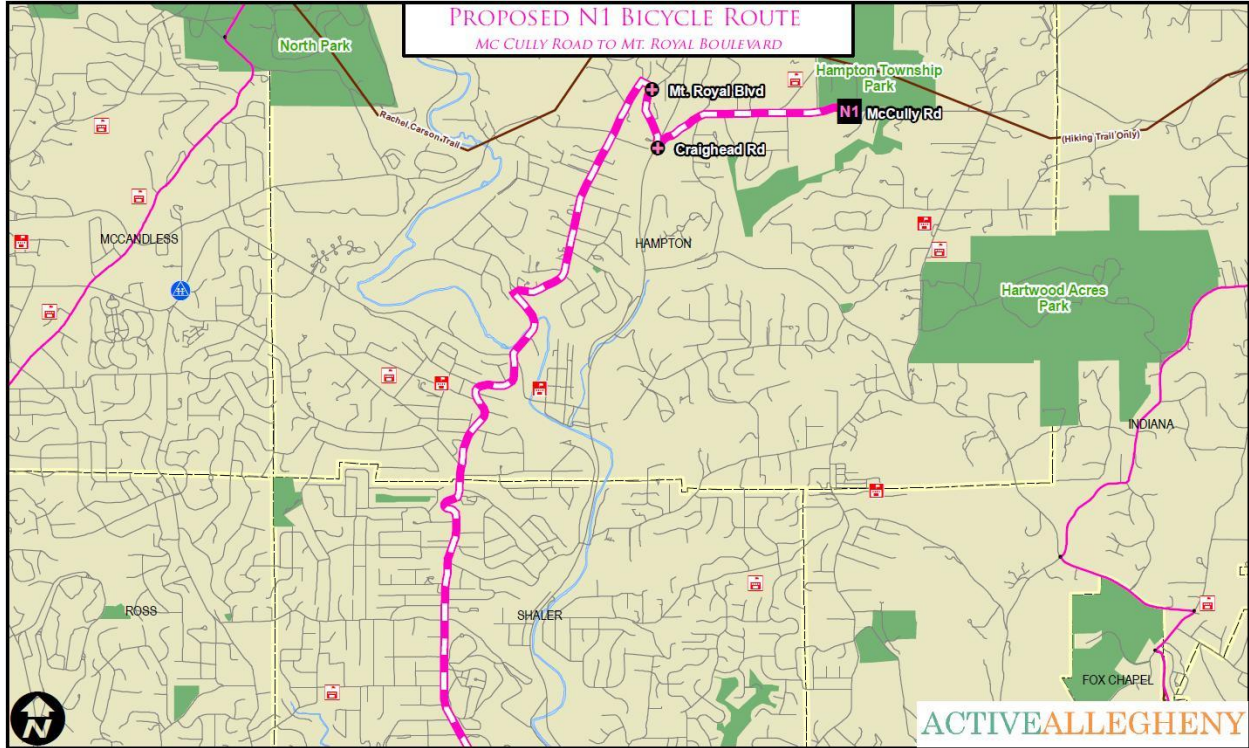 PROPOSED N1 BICYCLE ROUTE
MC CULLY ROAD TO MT. ROYAL BOULEVARD
North Park
Hampton Township
Park
Mt. Royal Blvd
N1 McCully Rd
Rachel Carson Trail
(Hiking Trail Only)
Craighead Rd
MCCANDLESS
HAMPTON
Hartwood Acres
Park
INDIANA
ROSS
SHALER
FOX CHAPEL
N
ACTIVEALLEGHENY